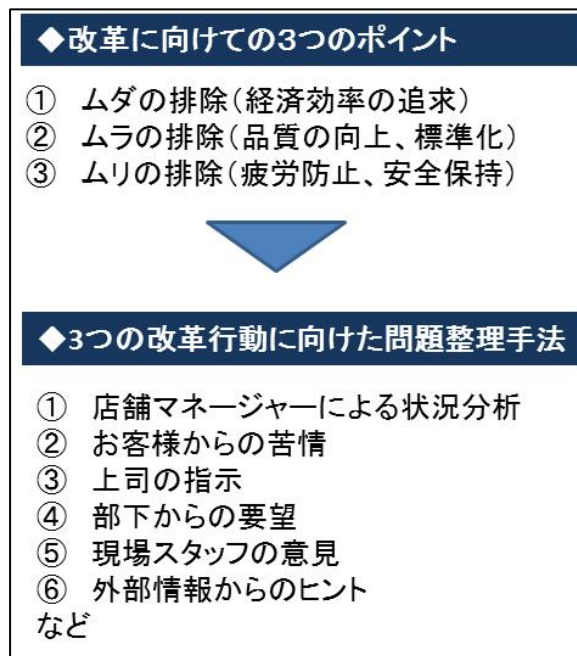 ◆改革に向けての3つのポイント
① ムダの排除(経済効率の追求)
② ムラの排除(品質の向上、標準化)
③ ムリの排除(疲労防止、安全保持)
◆3つの改革行動に向けた問題整理手法
① 店舗マネージャーによる状況分析
② お客様からの苦情
③ 上司の指示
④ 部下からの要望
⑤ 現場スタッフの意見
⑥ 外部情報からのヒント
など